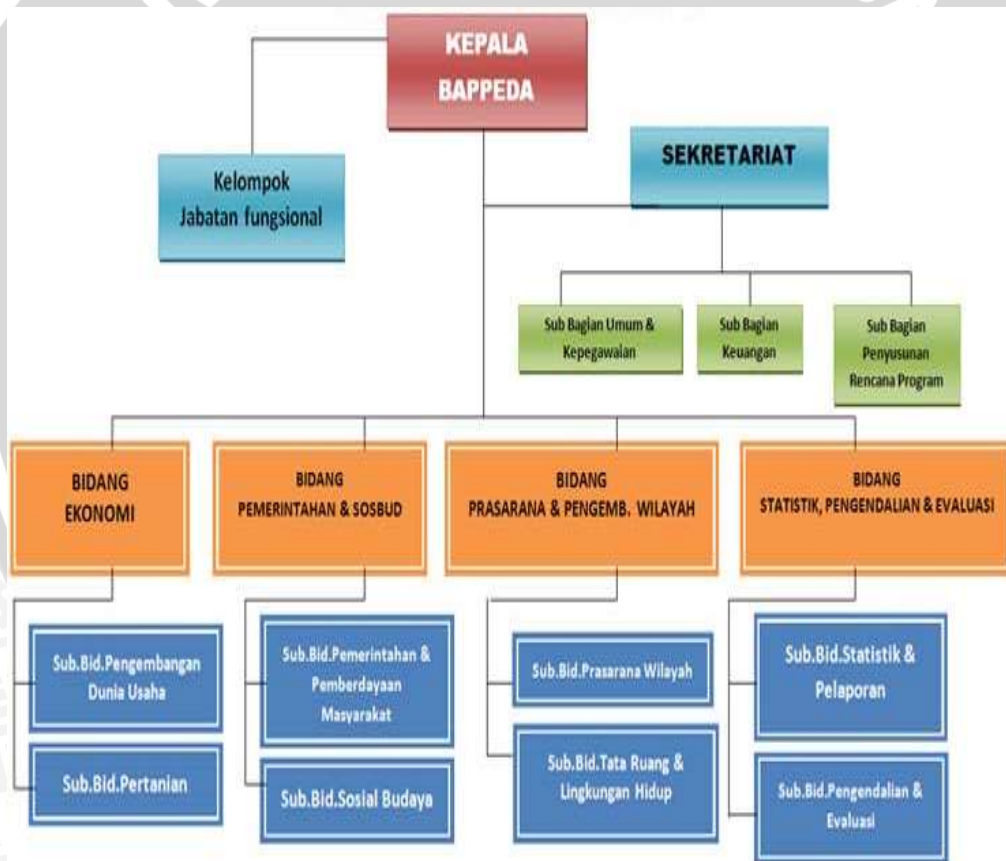 KEPALA
BAPPEDA
SEKRETARIAT
Kelompok
Jabatan fungsional
Sub Bagian Umum &
Kepegawaian
Sub Bagian
Keuangan
Sub Bagian
Penyusunan
Rencana Program
BIDANG
EKONOMI
BIDANG
PEMERINTAHAN & SOSBUD
BIDANG
PRASARANA & PENGEMB. WILAYAH
BIDANG
STATISTIK, PENGENDALIAN & EVALUASI
Sub.Bid.Pengembangan
Dunia Usaha
Sub.Bid.Pertanian
Sub.Bid.Pemerintahan &
Pemberdayaan
Masyarakat
Sub.Bid.Sosial Budaya
Sub.Bid.Prasarana Wilayah
Sub.Bid.Tata Ruang &
Lingkungan Hidup
Sub.Bid.Statistik &
Pelaporan
Sub.Bid.Pengendalian &
Evaluasi